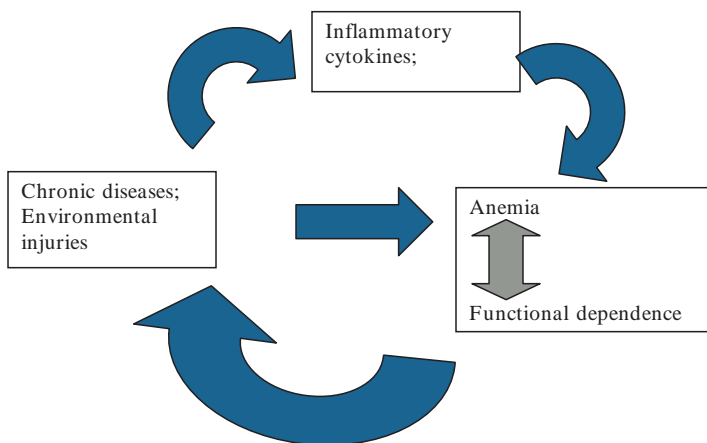 Inflammatory
cytokines;
Chronic diseases;
Environmental
injuries
Anemia
Functional dependence